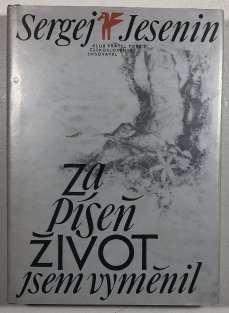 Sergej Jesenin
KLUB PŘÁTEL POEZIE
ČESKOSLOVENSKÝ
SPISOVATEL
Za
píseň
ŽIVOT
jsem vyměnil